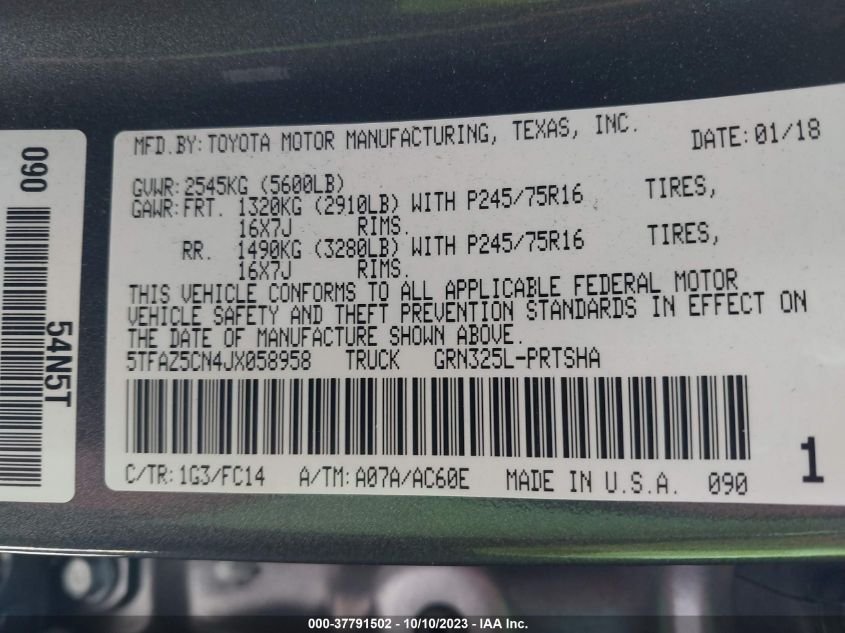 MFD.BY:TOYOTA MOTOR MANUFACTURING, TEXAS, INC. DATE:01/18
GVWR:2545KG (5600LB)
GAWR:FRT. 1320KG (2910LB) WITH P245/75R16 TIRES,
16X7J RIMS.
RR. 1490KG (3280LB) WITH P245/75R16 TIRES,
16X7J RIMS.
THIS VEHICLE CONFORMS TO ALL APPLICABLE FEDERAL MOTOR
VEHICLE SAFETY AND THEFT PREVENTION STANDARDS IN EFFECT ON
THE DATE OF MANUFACTURE SHOWN ABOVE.
5TFAZ5CN4JX058958 TRUCK GRN325L-PRTSHA
C/TR:1G3/FC14 A/TM:A07A/AC60E MADE IN U.S.A. 090
1
090
54N5T
000-37791502 - 10/10/2023 - IAA Inc.